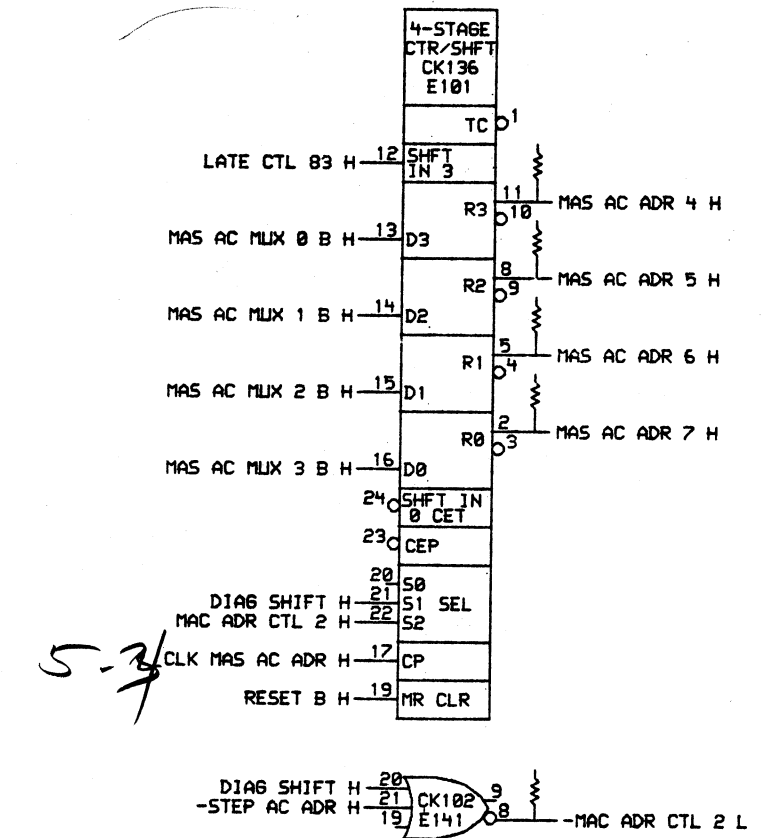 4-STAGE
CTR/SHFT
CK136
E101
TC 1
LATE CTL 83 H 12 SHFT
IN 3
R3 11 MAS AC ADR 4 H
10
MAS AC MUX 0 B H 13 D3
R2 8 MAS AC ADR 5 H
9
MAS AC MUX 1 B H 14 D2
R1 5 MAS AC ADR 6 H
4
MAS AC MUX 2 B H 15 D1
R0 2 MAS AC ADR 7 H
3
MAS AC MUX 3 B H 16 D0
24 SHFT IN
0 CET
23 CEP
20 S0
DIAG SHIFT H 21 S1 SEL
MAC ADR CTL 2 H 22 S2
CLK MAS AC ADR H 17 CP
RESET B H 19 MR CLR
DIAG SHIFT H 20
-STEP AC ADR H 21 CK102 9
19 E141 8 -MAC ADR CTL 2 L